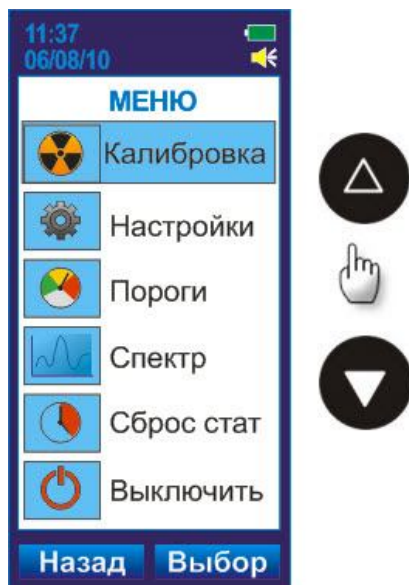 11:37
06/08/10
МЕНЮ
Калибровка
Настройки
Пороги
Спектр
Сброс стат
Выключить
Назад Выбор